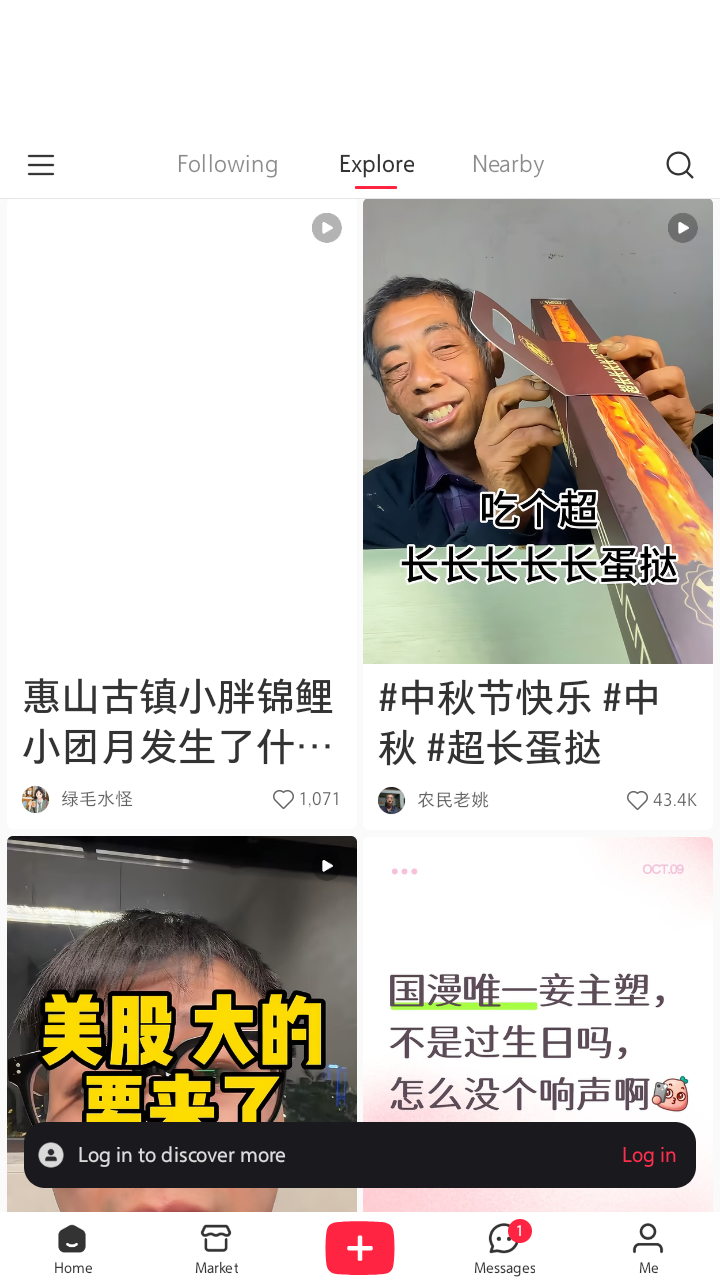 Following Explore Nearby
吃个超
长长长长长蛋挞
惠山古镇小胖锦鲤
小团月发生了什…
绿毛水怪 1,071
#中秋节快乐 #中
秋 #超长蛋挞
农民老姚 43.4K
美股 大的
要来了
OCT.09
国漫唯一妾主塑，
不是过生日吗，
怎么没个响声啊
Log in to discover more Log in
Home Market Messages 1 Me